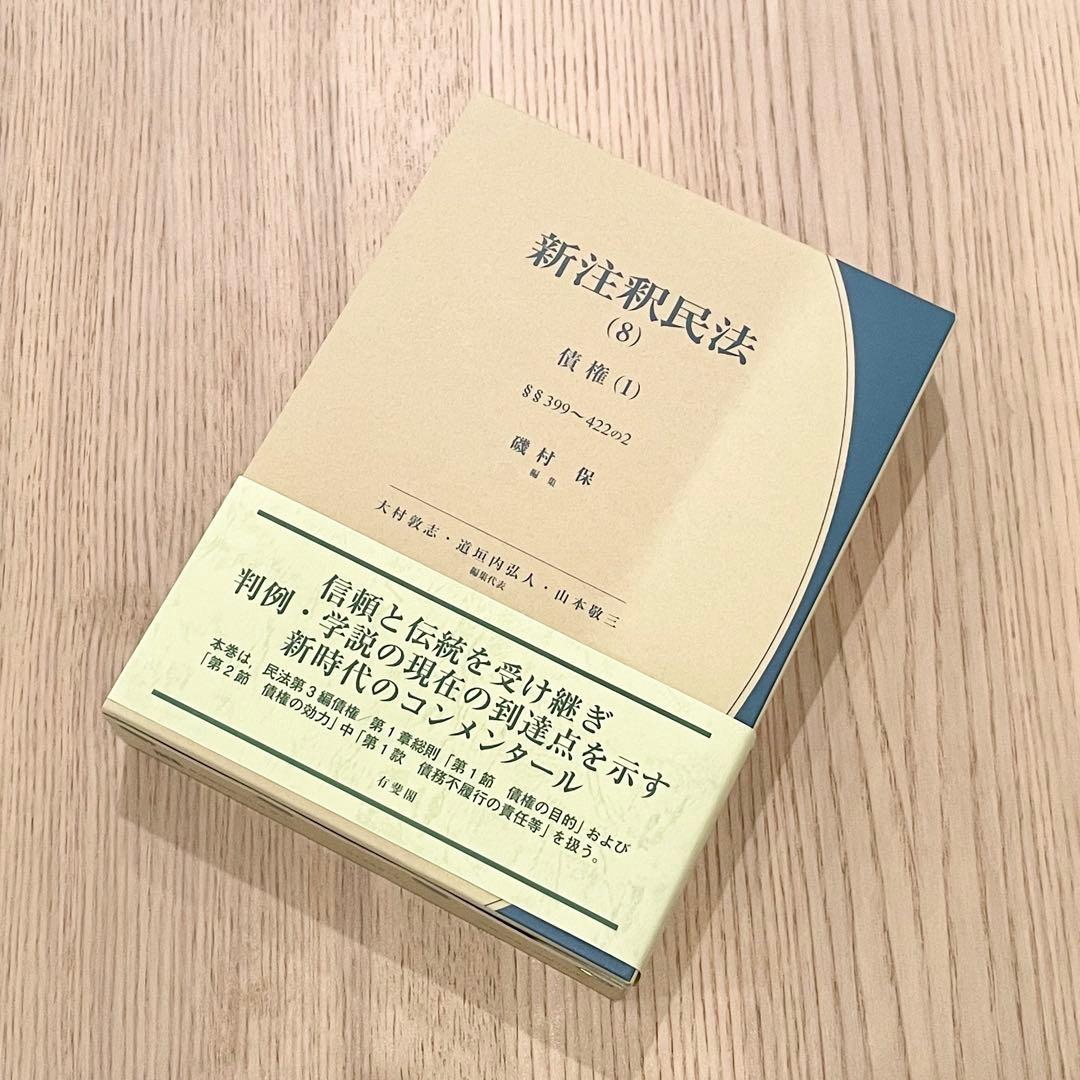 新注釈民法
(8)
債権(1)
§§399～422の2
磯村 保
編集
大村敦志・道垣内弘人・山本敬三
編集代表
信頼と伝統を受け継ぎ
判例・学説の現在の到達点を示す
新時代のコンメンタール
本巻は，民法第3編債権／第1章総則「第1節 債権の目的」および
「第2節 債権の効力」中「第1款 債務不履行の責任等」を扱う。
有斐閣